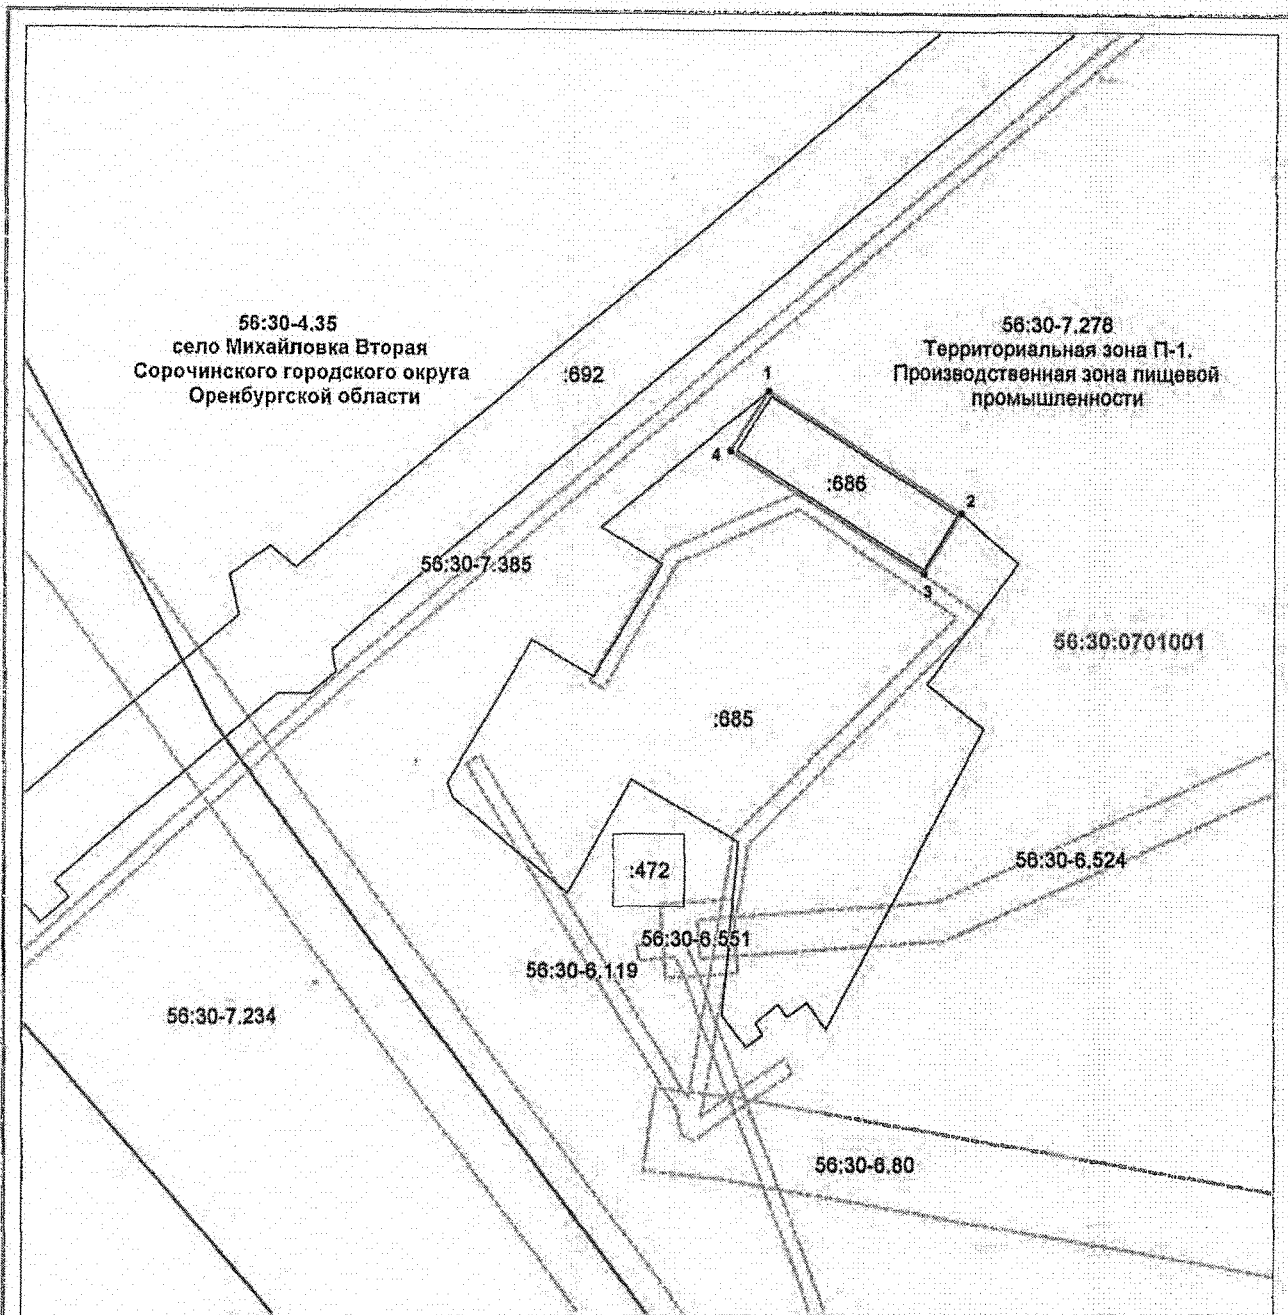 56:30-4.35
село Михайловка Вторая
Сорочинского городского округа
Оренбургской области
:692
56:30-7.278
Территориальная зона П-1.
Производственная зона пищевой
промышленности
1
4
:686
2
3
56:30-7.385
56:30:0701001
:685
:472
56:30-6.524
56:30-6.551
56:30-6.119
56:30-7.234
56:30-6.80